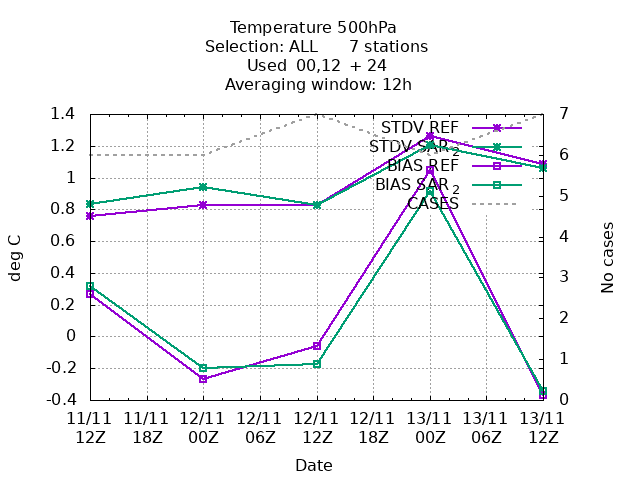 Temperature 500hPa
Selection: ALL 7 stations
Used 00,12 + 24
Averaging window: 12h
1.4
1.2
1
0.8
0.6
0.4
0.2
0
-0.2
-0.4
deg C
7
6
5
4
3
2
1
0
No cases
STDV REF
STDV SAR 2
BIAS REF
BIAS SAR 2
CASES
11/11 11/11 12/11 12/11 12/11 12/11 13/11 13/11 13/11
12Z 18Z 00Z 06Z 12Z 18Z 00Z 06Z 12Z
Date